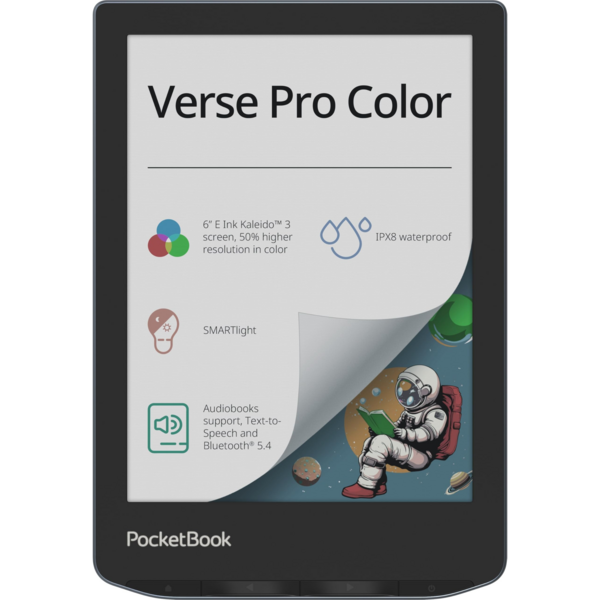 Verse Pro Color
6” E Ink Kaleido™ 3
screen, 50% higher
resolution in color
IPX8 waterproof
SMARTlight
Audiobooks
support, Text-to-
Speech and
Bluetooth® 5.4
PocketBook